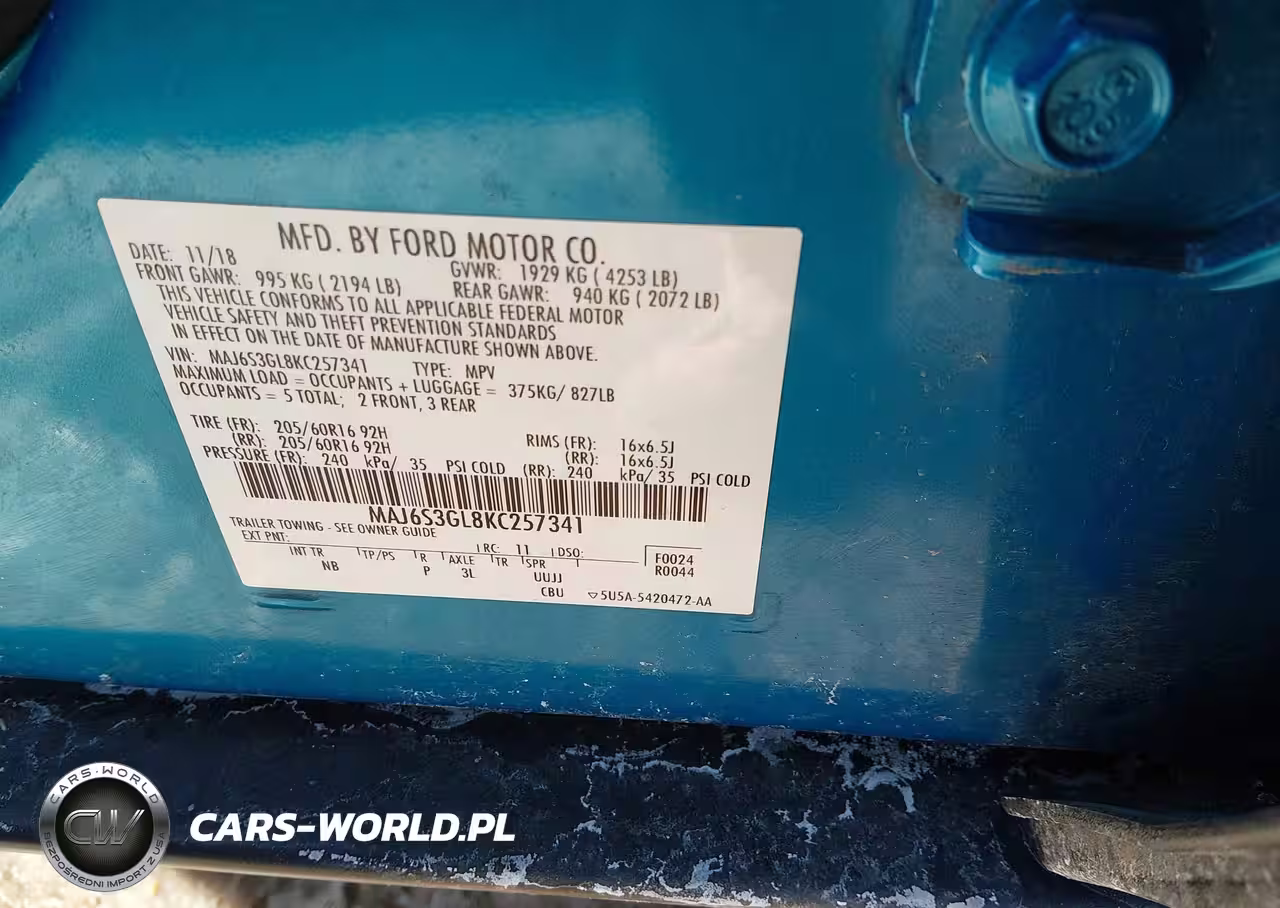 MFD. BY FORD MOTOR CO.
DATE: 11/18 GVWR: 1929 KG ( 4253 LB)
FRONT GAWR: 995 KG ( 2194 LB) REAR GAWR: 940 KG ( 2072 LB)
THIS VEHICLE CONFORMS TO ALL APPLICABLE FEDERAL MOTOR
VEHICLE SAFETY AND THEFT PREVENTION STANDARDS
IN EFFECT ON THE DATE OF MANUFACTURE SHOWN ABOVE.
VIN: MAJ6S3GL8KC257341 TYPE: MPV
MAXIMUM LOAD = OCCUPANTS + LUGGAGE = 375KG/ 827LB
OCCUPANTS = 5 TOTAL; 2 FRONT, 3 REAR
TIRE (FR): 205/60R16 92H RIMS (FR): 16x6.5J
(RR): 205/60R16 92H (RR): 16x6.5J
PRESSURE (FR): 240 kPa/ 35 PSI COLD (RR): 240 kPa/ 35 PSI COLD
MAJ6S3GL8KC257341
TRAILER TOWING - SEE OWNER GUIDE
EXT PNT: RC: 11 DSO: F0024
INT TR TP/PS R AXLE TR SPR R0044
NB P 3L UUJJ
CBU 5U5A-5420472-AA
CARS-WORLD
CW
BEZPOŚREDNI IMPORT Z USA
CARS-WORLD.PL